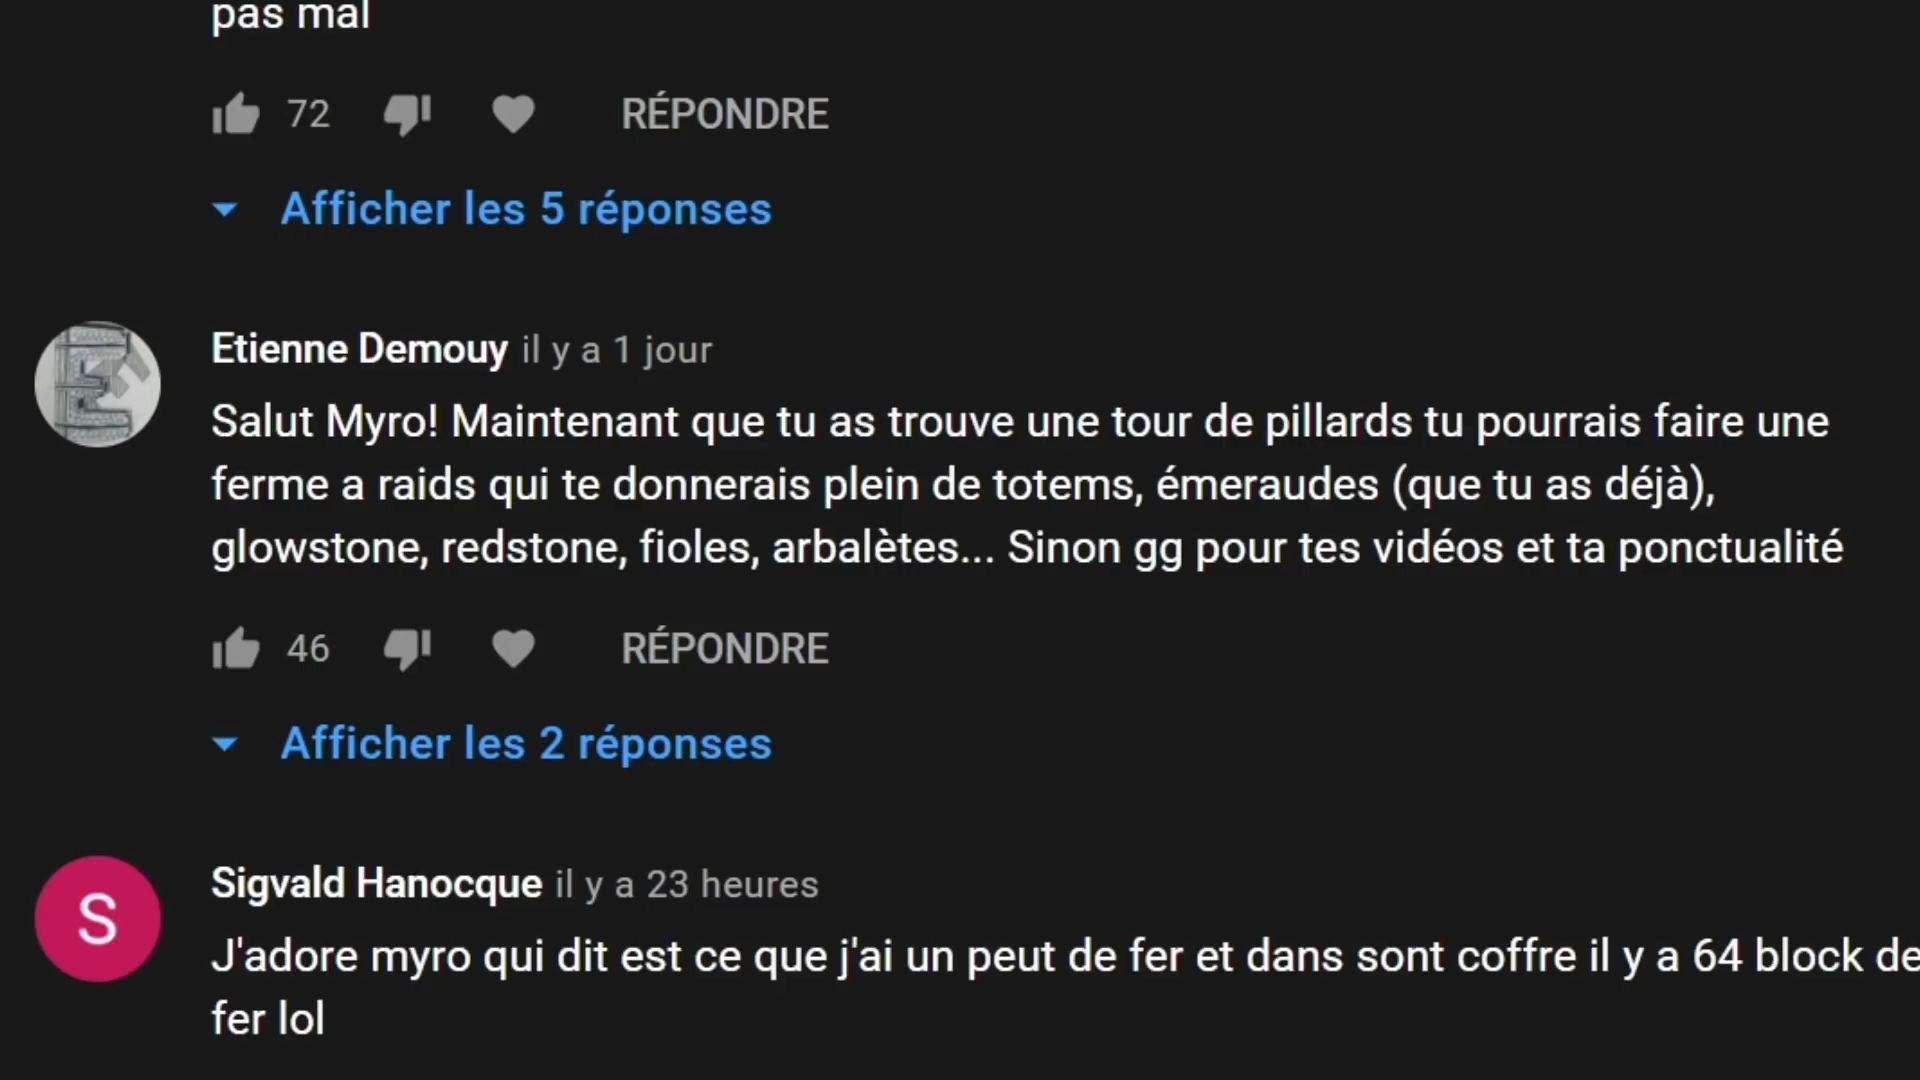 pas mal
72 RÉPONDRE
Afficher les 5 réponses
Etienne Demouy il y a 1 jour
Salut Myro! Maintenant que tu as trouve une tour de pillards tu pourrais faire une
ferme a raids qui te donnerais plein de totems, émeraudes (que tu as déjà),
glowstone, redstone, fioles, arbalètes... Sinon gg pour tes vidéos et ta ponctualité
46 RÉPONDRE
Afficher les 2 réponses
S
Sigvald Hanocque il y a 23 heures
J'adore myro qui dit est ce que j'ai un peut de fer et dans sont coffre il y a 64 block de
fer lol